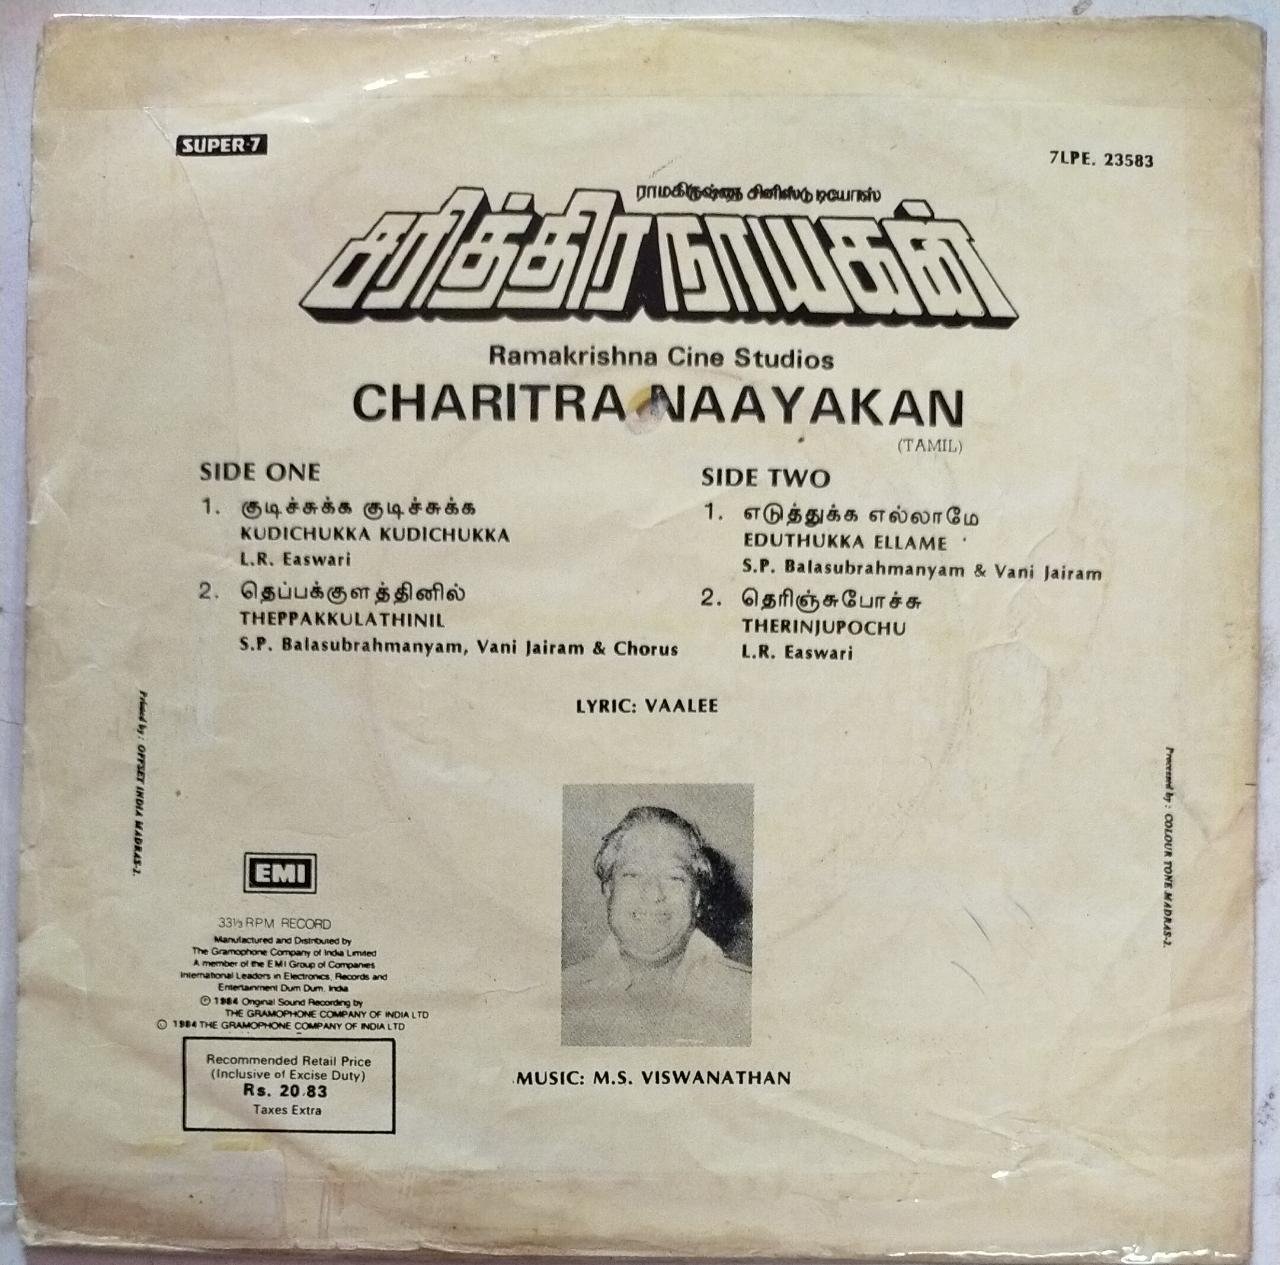 SUPER-7
7LPE. 23583
ராமகிருஷ்ணா சினிஸ்டுடியோஸ்
சரித்திர நாயகன்
Ramakrishna Cine Studios
CHARITRA NAAYAKAN
(TAMIL)
SIDE ONE
1. குடிச்சுக்க குடிச்சுக்க
KUDICHUKKA KUDICHUKKA
L.R. Easwari
2. தெப்பக்குளத்தினில்
THEPPAKKULATHINIL
S.P. Balasubrahmanyam, Vani Jairam & Chorus
SIDE TWO
1. எடுத்துக்க எல்லாமே
EDUTHUKKA ELLAME
S.P. Balasubrahmanyam & Vani Jairam
2. தெரிஞ்சுபோச்சு
THERINJUPOCHU
L.R. Easwari
LYRIC: VAALEE
Printed by: OFFSET INDIA MADRAS-2.
Processed by: COLOUR TONE MADRAS-2.
EMI
33⅓ RPM RECORD
Manufactured and Distributed by
The Gramophone Company of India Limited
A member of the EMI Group of Companies
International Leaders in Electronics, Records and
Entertainment Dum Dum, India
℗ 1984 Original Sound Recording by
THE GRAMOPHONE COMPANY OF INDIA LTD
© 1984 THE GRAMOPHONE COMPANY OF INDIA LTD
Recommended Retail Price
(Inclusive of Excise Duty)
Rs. 20.83
Taxes Extra
MUSIC: M.S. VISWANATHAN